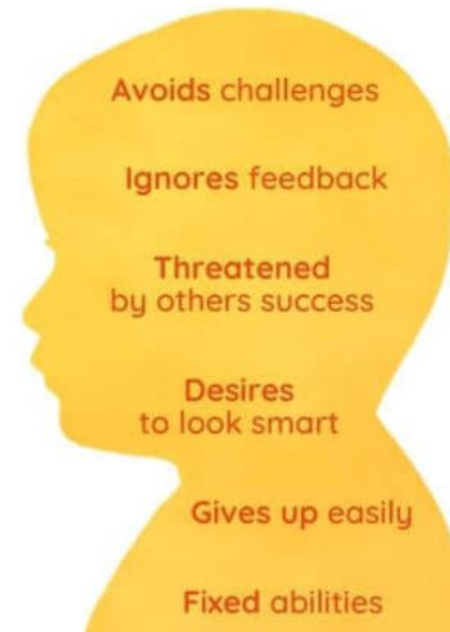 Avoids challenges
Ignores feedback
Threatened
by others success
Desires
to look smart
Gives up easily
Fixed abilities